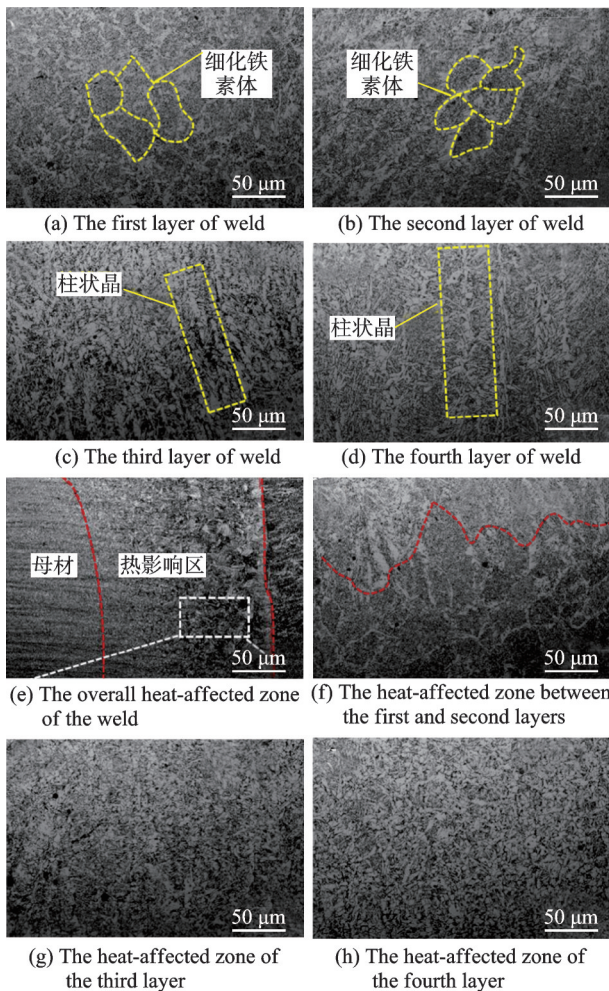 细化铁
素体
50 μm
(a) The first layer of weld
细化铁
素体
50 μm
(b) The second layer of weld
柱状晶
50 μm
(c) The third layer of weld
柱状晶
50 μm
(d) The fourth layer of weld
母材
热影响区
50 μm
(e) The overall heat-affected zone
of the weld
50 μm
(f) The heat-affected zone between
the first and second layers
50 μm
(g) The heat-affected zone of
the third layer
50 μm
(h) The heat-affected zone of
the fourth layer